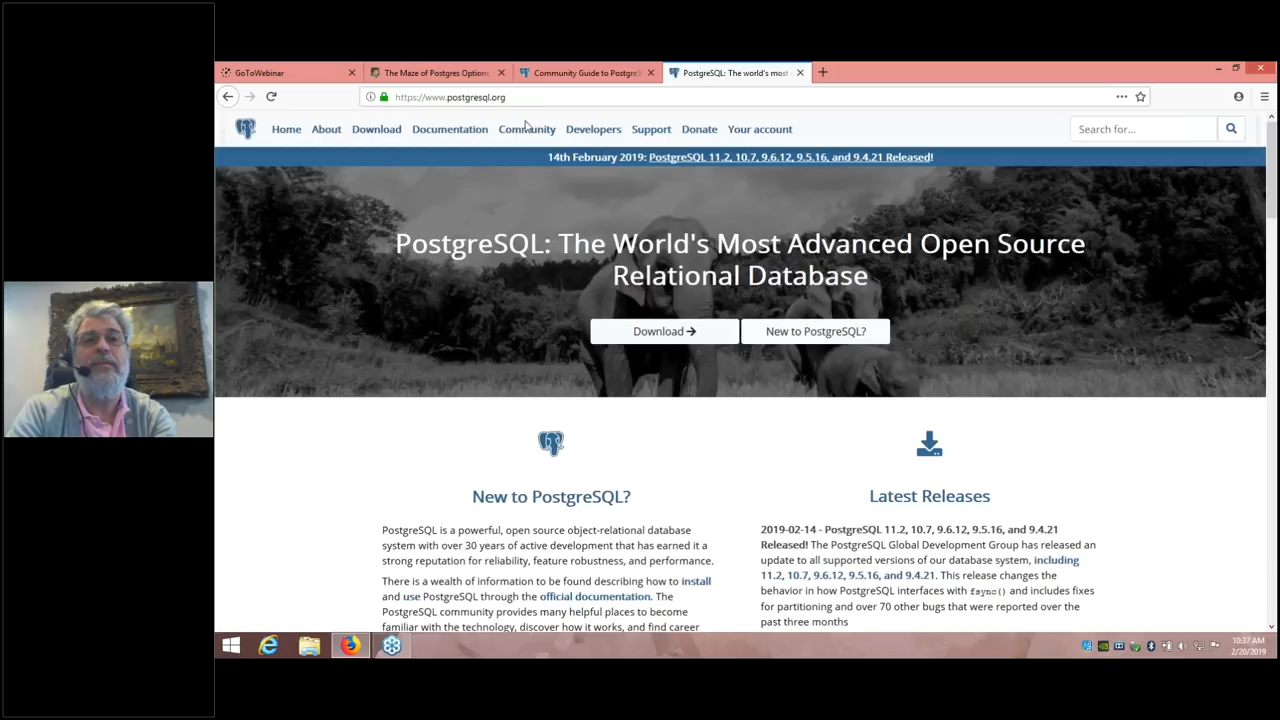 GoToWebinar
The Maze of Postgres Options
Community Guide to Postgre
PostgreSQL: The world's most
https://www.postgresql.org
Home About Download Documentation Community Developers Support Donate Your account
Search for...
14th February 2019: PostgreSQL 11.2, 10.7, 9.6.12, 9.5.16, and 9.4.21 Released!
PostgreSQL: The World's Most Advanced Open Source
Relational Database
Download → New to PostgreSQL?
New to PostgreSQL?
PostgreSQL is a powerful, open source object-relational database
system with over 30 years of active development that has earned it a
strong reputation for reliability, feature robustness, and performance.
There is a wealth of information to be found describing how to install
and use PostgreSQL through the official documentation. The
PostgreSQL community provides many helpful places to become
familiar with the technology, discover how it works, and find career
Latest Releases
2019-02-14 - PostgreSQL 11.2, 10.7, 9.6.12, 9.5.16, and 9.4.21
Released! The PostgreSQL Global Development Group has released an
update to all supported versions of our database system, including
11.2, 10.7, 9.6.12, 9.5.16, and 9.4.21. This release changes the
behavior in how PostgreSQL interfaces with fsync() and includes fixes
for partitioning and over 70 other bugs that were reported over the
past three months
10:37 AM
2/20/2019